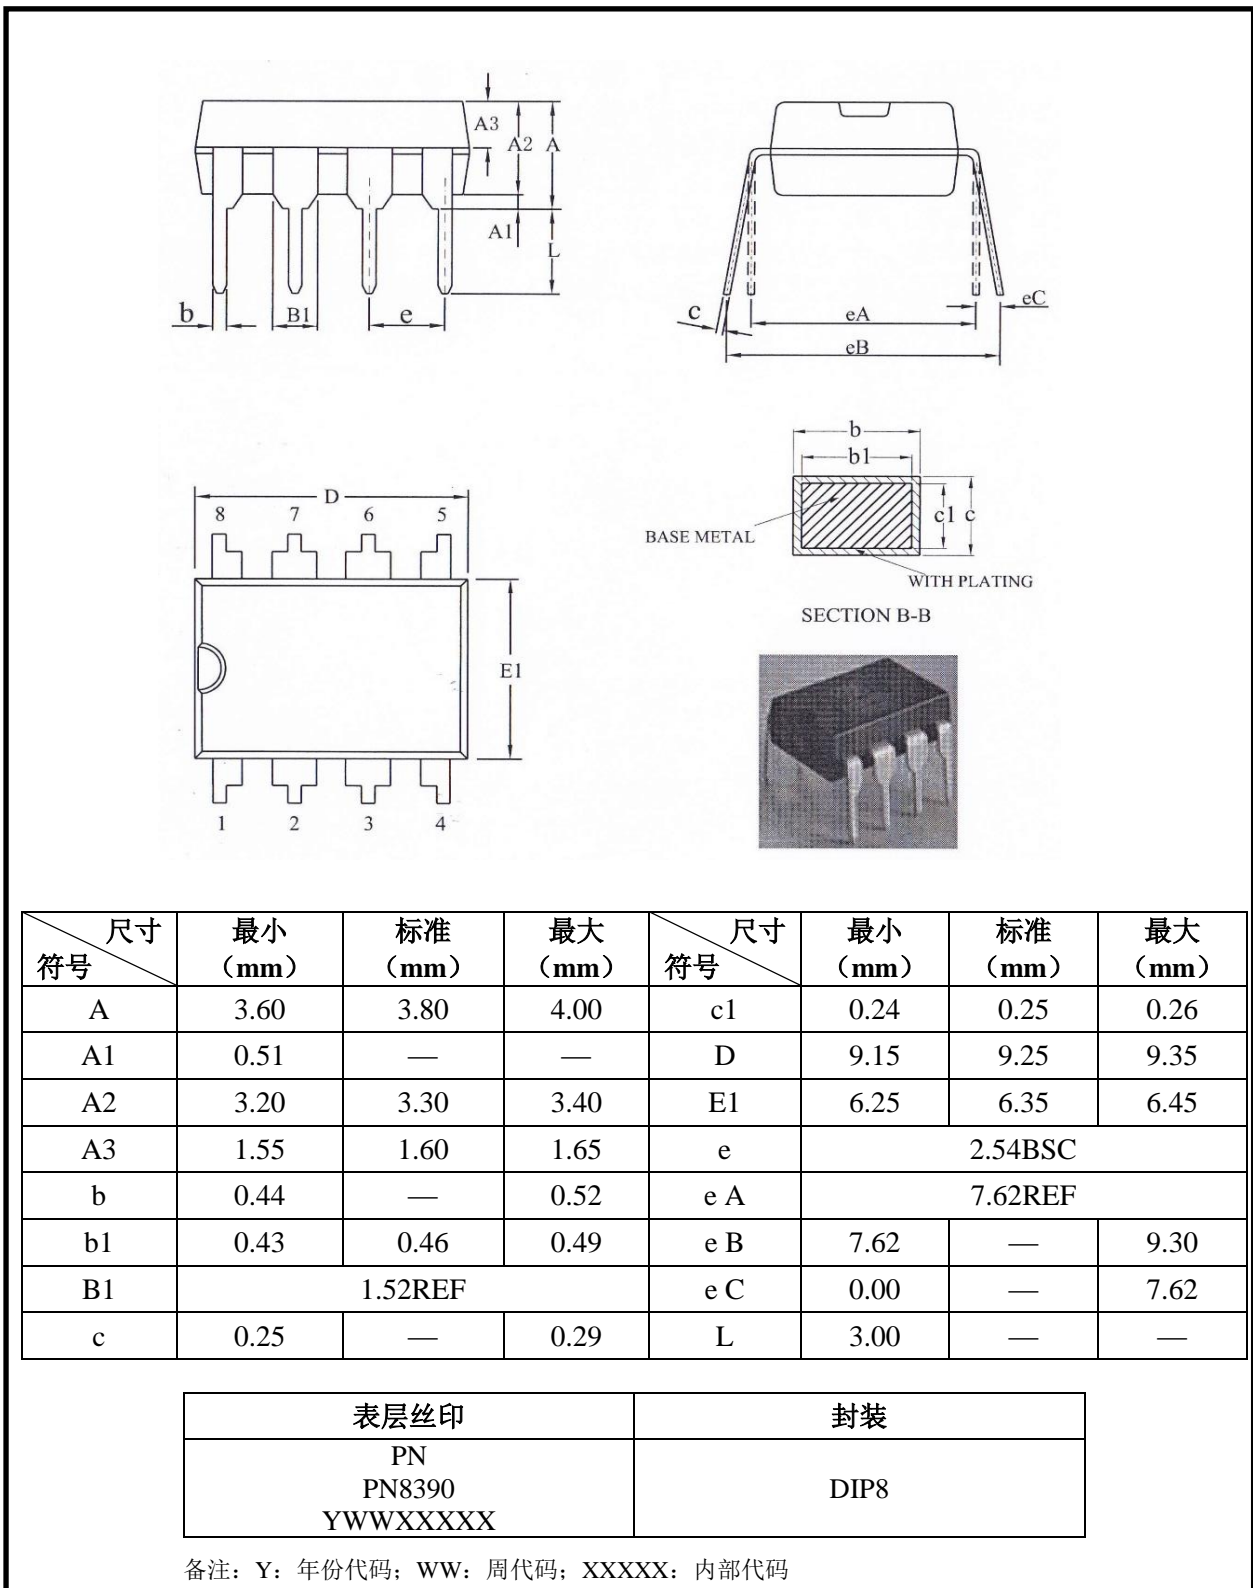 A3
A2
A
A1
L
b
B1
e
c
eA
eB
eC
b
b1
c1
c
BASE METAL
WITH PLATING
SECTION B-B
D
8 7 6 5
E1
1 2 3 4
尺寸 符号 最小（mm） 标准（mm） 最大（mm） 尺寸 符号 最小（mm） 标准（mm） 最大（mm）
A 3.60 3.80 4.00 c1 0.24 0.25 0.26
A1 0.51 — — D 9.15 9.25 9.35
A2 3.20 3.30 3.40 E1 6.25 6.35 6.45
A3 1.55 1.60 1.65 e 2.54BSC
b 0.44 — 0.52 e A 7.62REF
b1 0.43 0.46 0.49 e B 7.62 — 9.30
B1 1.52REF e C 0.00 — 7.62
c 0.25 — 0.29 L 3.00 — —
表层丝印 封装
PN
PN8390
YWWXXXXX
DIP8
备注：Y：年份代码；WW：周代码；XXXXX：内部代码